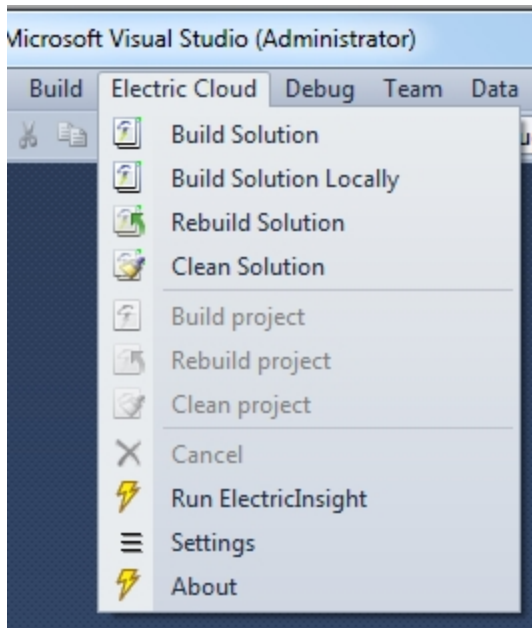 Microsoft Visual Studio (Administrator)
Build Electric Cloud Debug Team Data
Build Solution
Build Solution Locally
Rebuild Solution
Clean Solution
Build project
Rebuild project
Clean project
Cancel
Run ElectricInsight
Settings
About